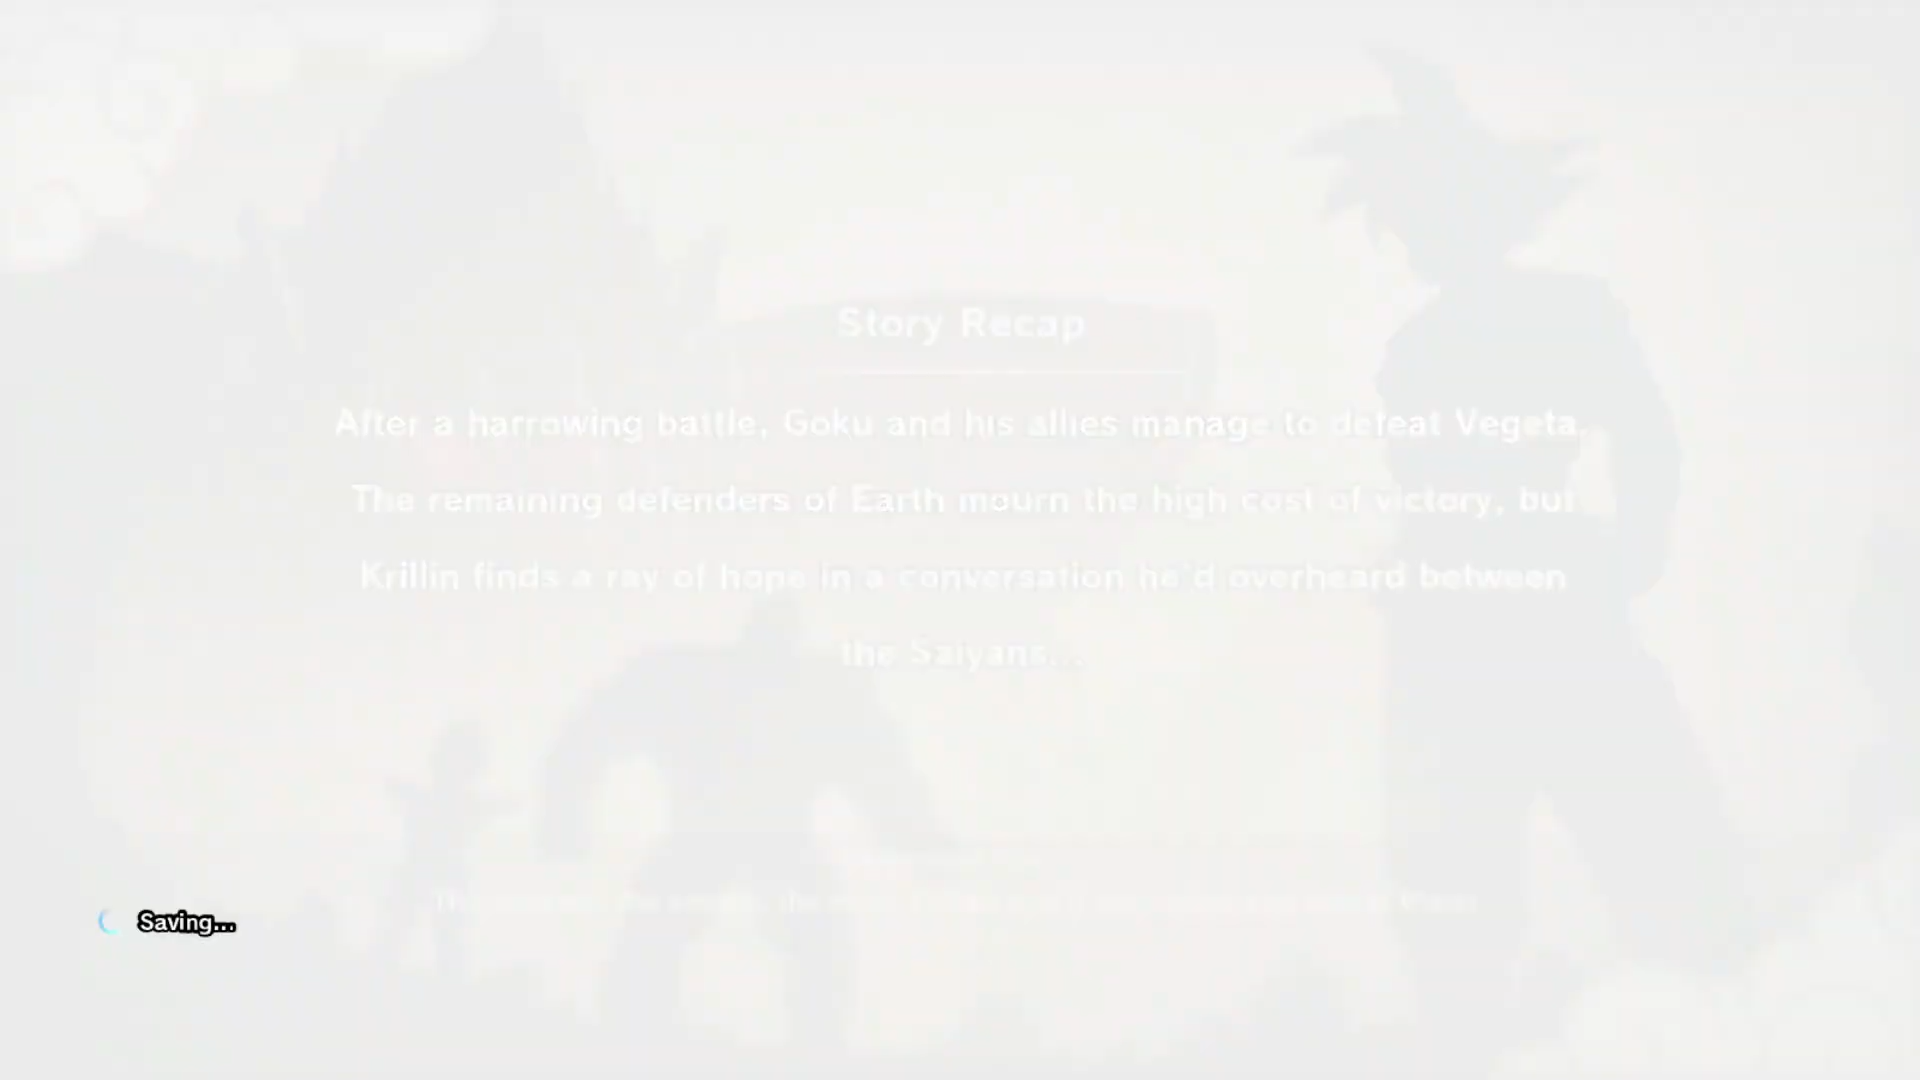 Story Recap
After a harrowing battle, Goku and his allies manage to defeat Vegeta.
The remaining defenders of Earth mourn the high cost of victory, but
Krillin finds a ray of hope in a conversation he'd overheard between
the Saiyans...
Saving...